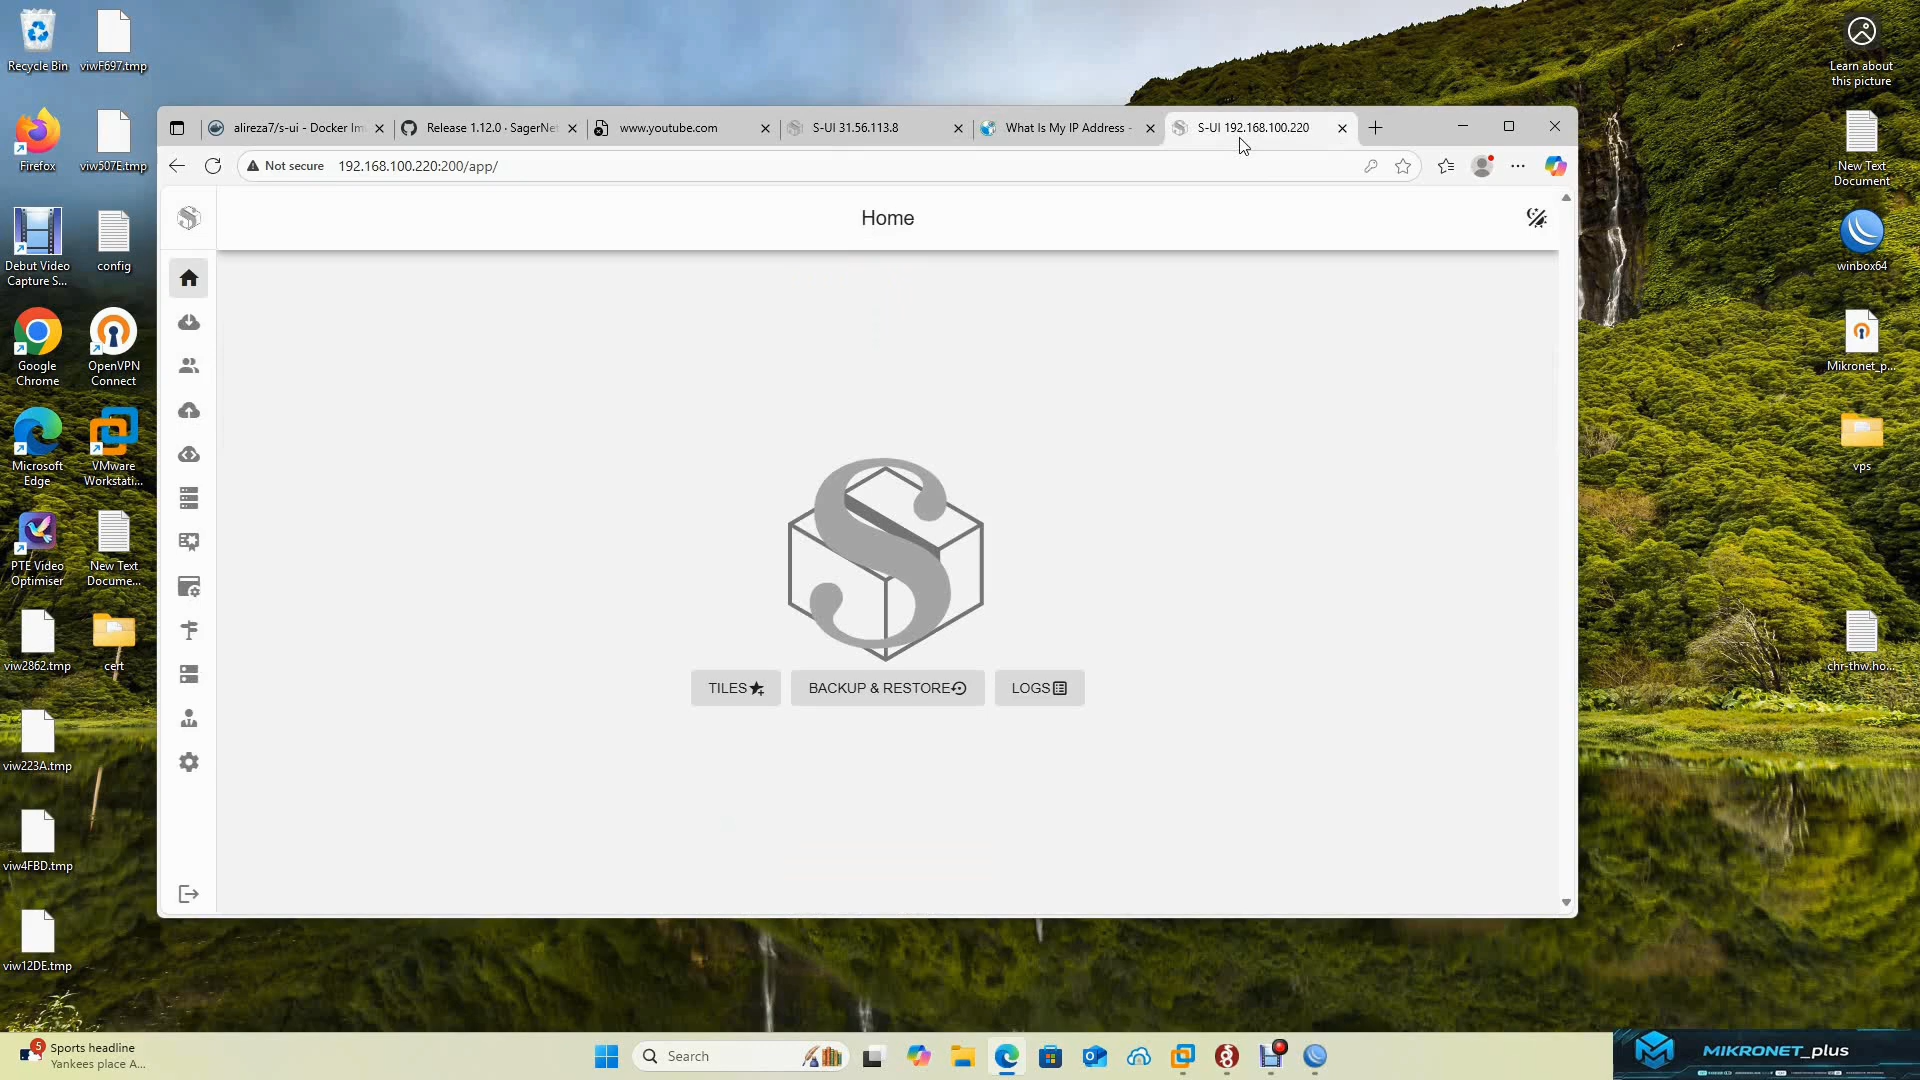 Recycle Bin
viwF697.tmp
Firefox
viw507E.tmp
Debut Video
Capture S...
config
Google
Chrome
OpenVPN
Connect
Microsoft
Edge
VMware
Workstati...
PTE Video
Optimiser
New Text
Docume...
viw2862.tmp
cert
viw223A.tmp
viw4FBD.tmp
viw12DE.tmp
alireza7/s-ui - Docker Im
Release 1.12.0 · SagerNe
www.youtube.com
S-UI 31.56.113.8
What Is My IP Address -
S-UI 192.168.100.220
Not secure
192.168.100.220:200/app/
Home
TILES
BACKUP & RESTORE
LOGS
Learn about
this picture
New Text
Document
winbox64
Mikronet_p...
vps
chr-thw.ho...
5
Sports headline
Yankees place A...
Search
MIKRONET_plus